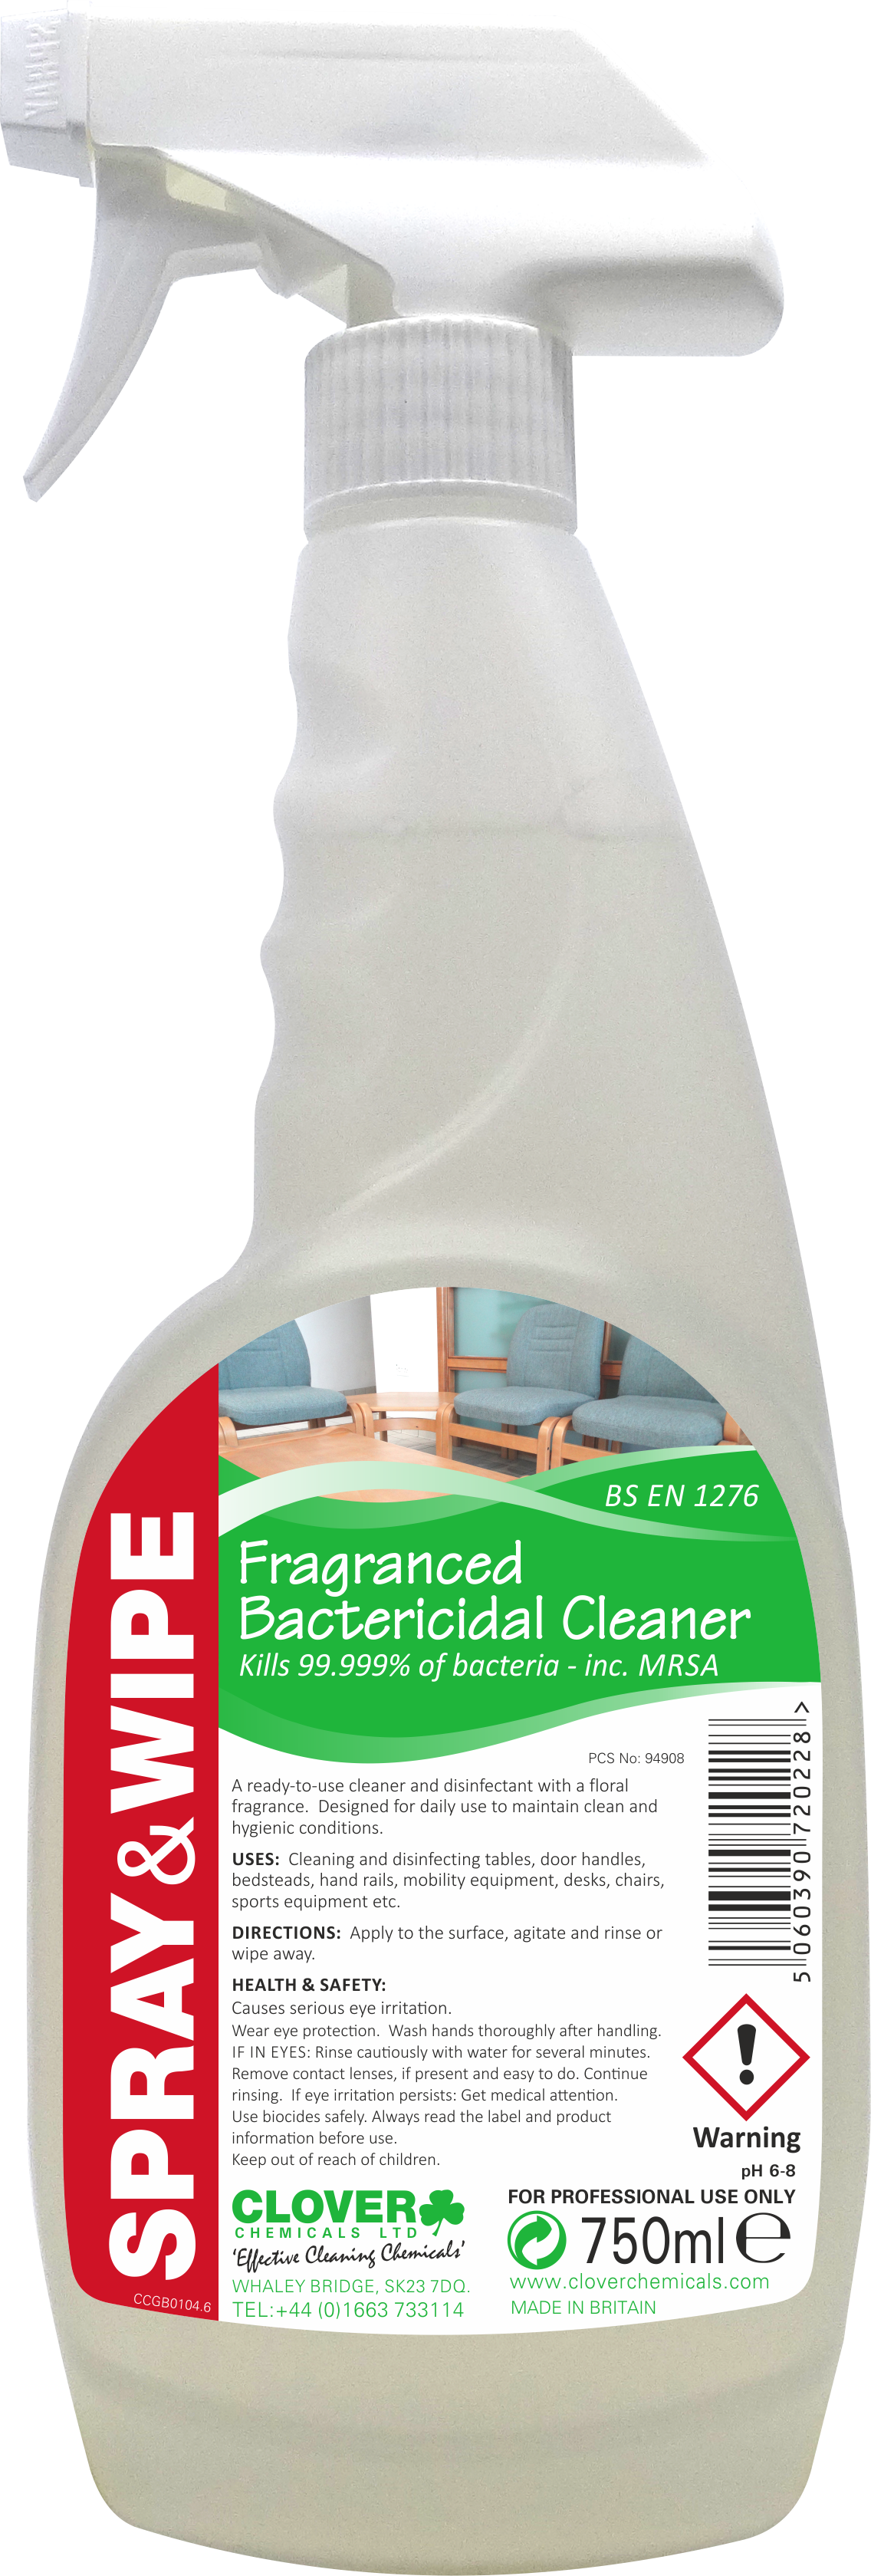 SPRAY & WIPE
CCGB0104.6
BS EN 1276
Fragranced
Bactericidal Cleaner
Kills 99.999% of bacteria - inc. MRSA
PCS No: 94908
A ready-to-use cleaner and disinfectant with a floral
fragrance. Designed for daily use to maintain clean and
hygienic conditions.
USES: Cleaning and disinfecting tables, door handles,
bedsteads, hand rails, mobility equipment, desks, chairs,
sports equipment etc.
DIRECTIONS: Apply to the surface, agitate and rinse or
wipe away.
HEALTH & SAFETY:
Causes serious eye irritation.
Wear eye protection. Wash hands thoroughly after handling.
IF IN EYES: Rinse cautiously with water for several minutes.
Remove contact lenses, if present and easy to do. Continue
rinsing. If eye irritation persists: Get medical attention.
Use biocides safely. Always read the label and product
information before use.
Keep out of reach of children.
5 060390 720228 >
Warning
pH 6-8
CLOVER
CHEMICALS LTD
'Effective Cleaning Chemicals'
WHALEY BRIDGE, SK23 7DQ.
TEL:+44 (0)1663 733114
FOR PROFESSIONAL USE ONLY
750ml e
www.cloverchemicals.com
MADE IN BRITAIN